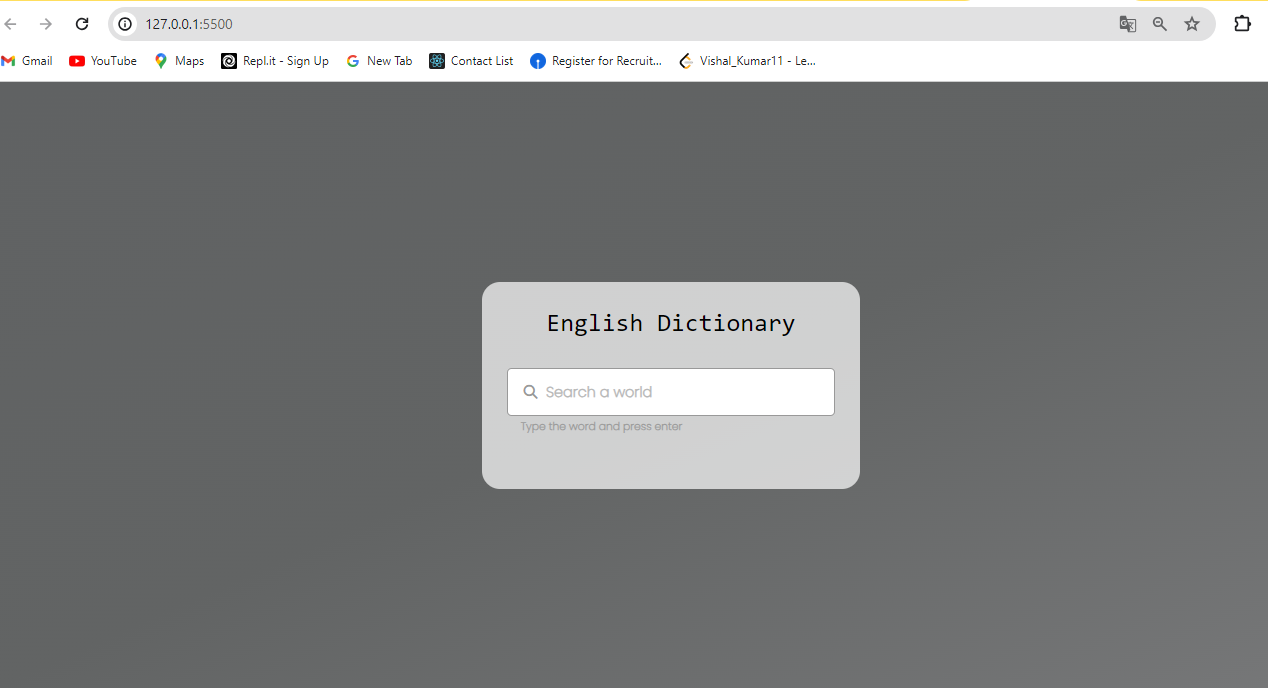 127.0.0.1:5500
Gmail YouTube Maps Repl.it - Sign Up New Tab Contact List Register for Recruit... Vishal_Kumar11 - Le...
English Dictionary
Search a world
Type the word and press enter